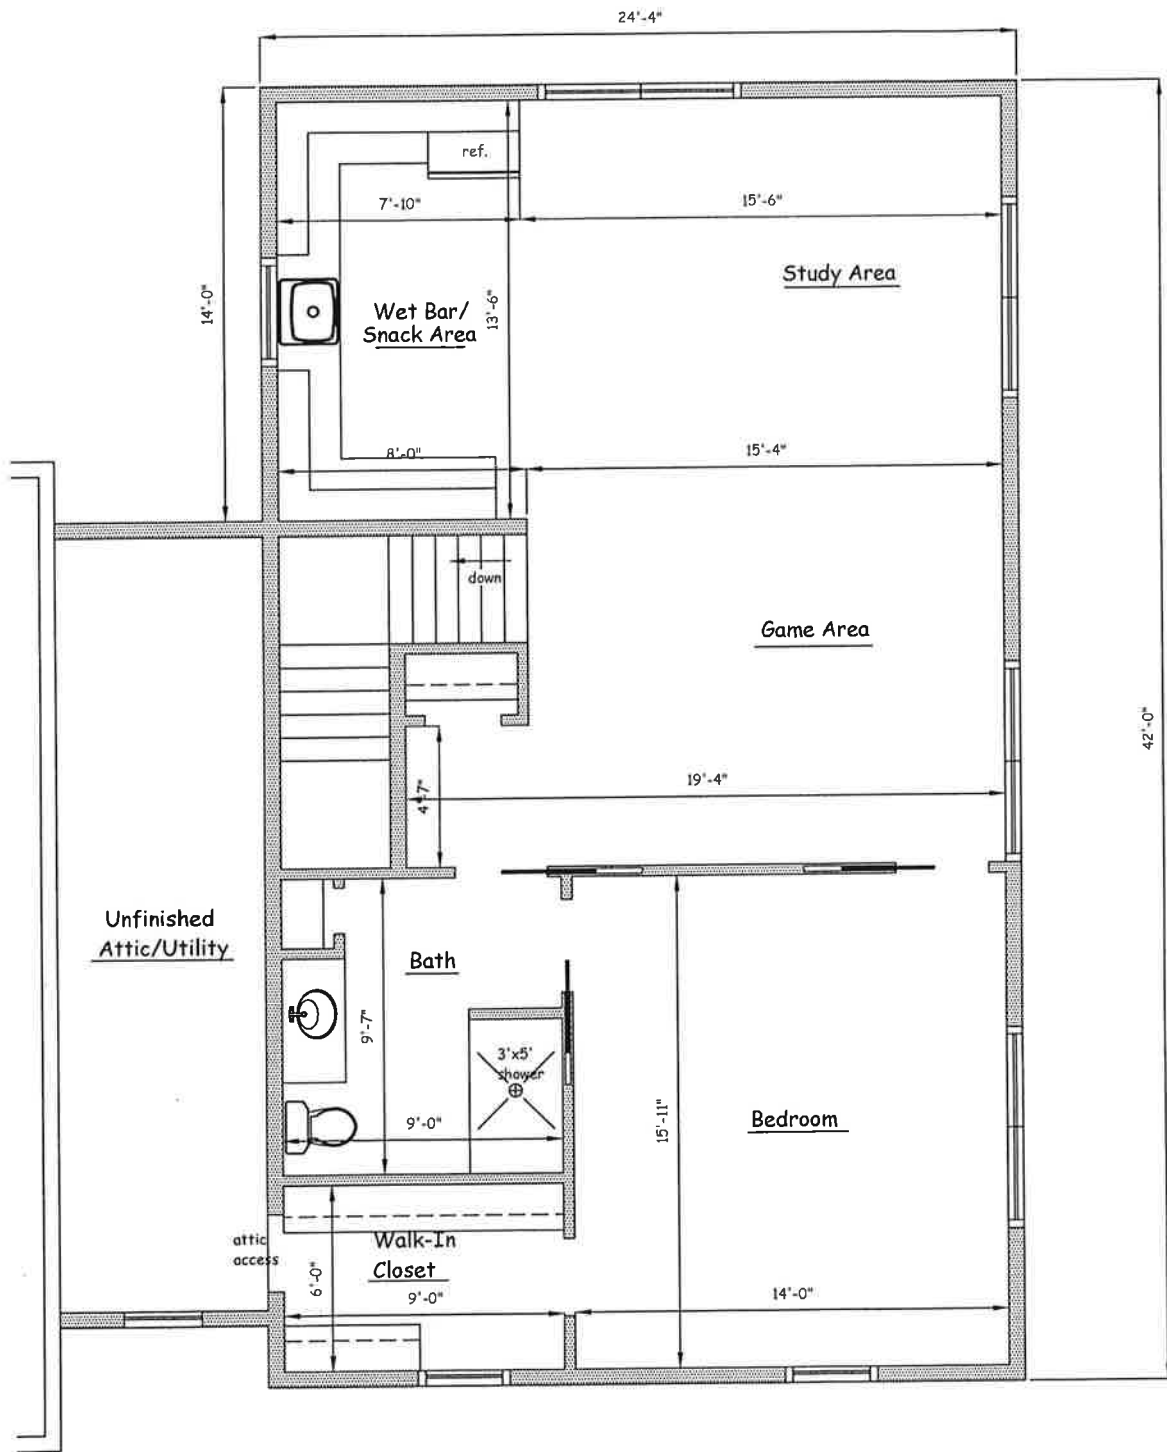 24'-4"
ref.
7'-10"
15'-6"
Study Area
14'-0"
Wet Bar/
Snack Area
13'-6"
8'-0"
15'-4"
down
Game Area
42'-0"
19'-4"
4'-7"
Unfinished
Attic/Utility
Bath
9'-7"
3'x5'
shower
9'-0"
15'-11"
Bedroom
attic
access
Walk-In
Closet
6'-0"
9'-0"
14'-0"